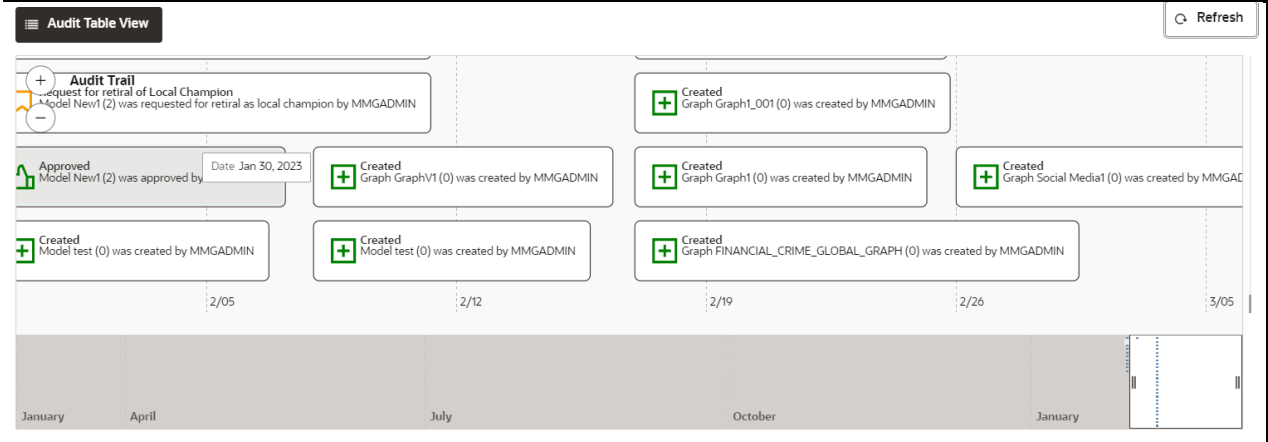 Audit Table View
Refresh
Audit Trail
Request for retiral of Local Champion
Model New1 (2) was requested for retiral as local champion by MMGADMIN
Created
Graph Graph1_001 (0) was created by MMGADMIN
Approved
Model New1 (2) was approved by
Date Jan 30, 2023
Created
Graph GraphV1 (0) was created by MMGADMIN
Created
Graph Graph1 (0) was created by MMGADMIN
Created
Graph Social Media1 (0) was created by MMGAD
Created
Model test (0) was created by MMGADMIN
Created
Model test (0) was created by MMGADMIN
Created
Graph FINANCIAL_CRIME_GLOBAL_GRAPH (0) was created by MMGADMIN
2/05
2/12
2/19
2/26
3/05
January
April
July
October
January